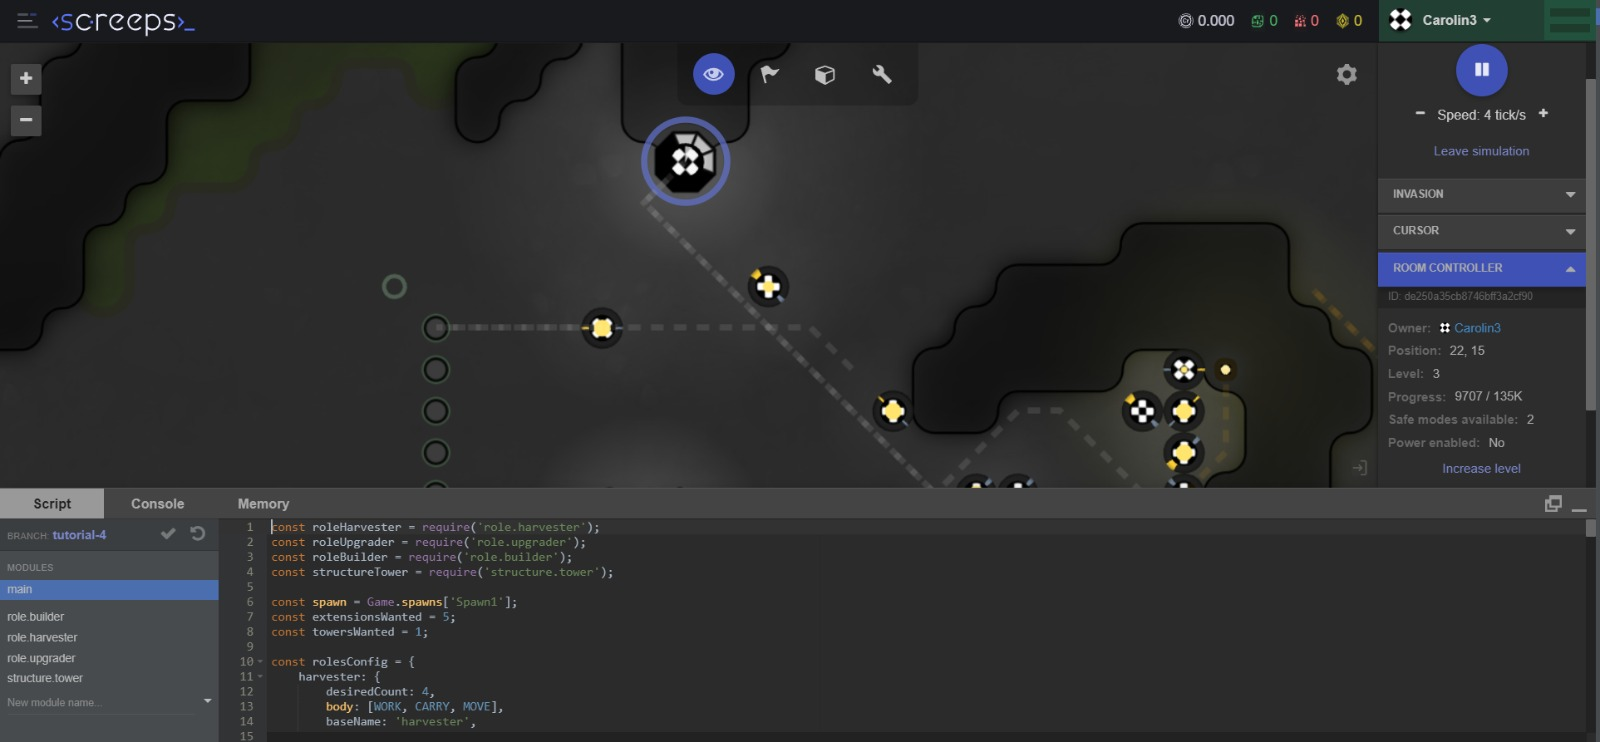 <screeps>_
0.000
0
0
0
Carolin3
Speed: 4 tick/s
Leave simulation
INVASION
CURSOR
ROOM CONTROLLER
ID: de250a35cb8746bff3a2cf90
Owner: Carolin3
Position: 22, 15
Level: 3
Progress: 9707 / 135K
Safe modes available: 2
Power enabled: No
Increase level
Script Console Memory
BRANCH: tutorial-4
MODULES
main
role.builder
role.harvester
role.upgrader
structure.tower
New module name...
1 const roleHarvester = require('role.harvester');
2 const roleUpgrader = require('role.upgrader');
3 const roleBuilder = require('role.builder');
4 const structureTower = require('structure.tower');
5
6 const spawn = Game.spawns['Spawn1'];
7 const extensionsWanted = 5;
8 const towersWanted = 1;
9
10 const rolesConfig = {
11 harvester: {
12 desiredCount: 4,
13 body: [WORK, CARRY, MOVE],
14 baseName: 'harvester',
15